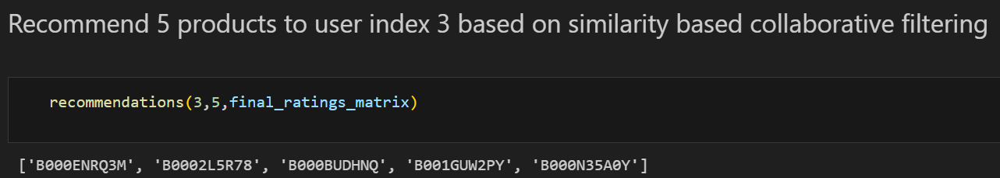 Recommend 5 products to user index 3 based on similarity based collaborative filtering
recommendations(3,5,final_ratings_matrix)
['B000ENRQ3M', 'B0002L5R78', 'B000BUDHNQ', 'B001GUW2PY', 'B000N35A0Y']